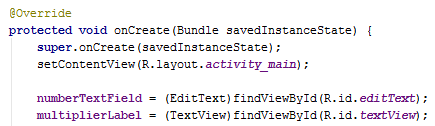 @Override
protected void onCreate(Bundle savedInstanceState) {
super.onCreate(savedInstanceState);
setContentView(R.layout.activity_main);
numberTextField = (EditText)findViewById(R.id.editText);
multiplierLabel = (TextView)findViewById(R.id.textView);